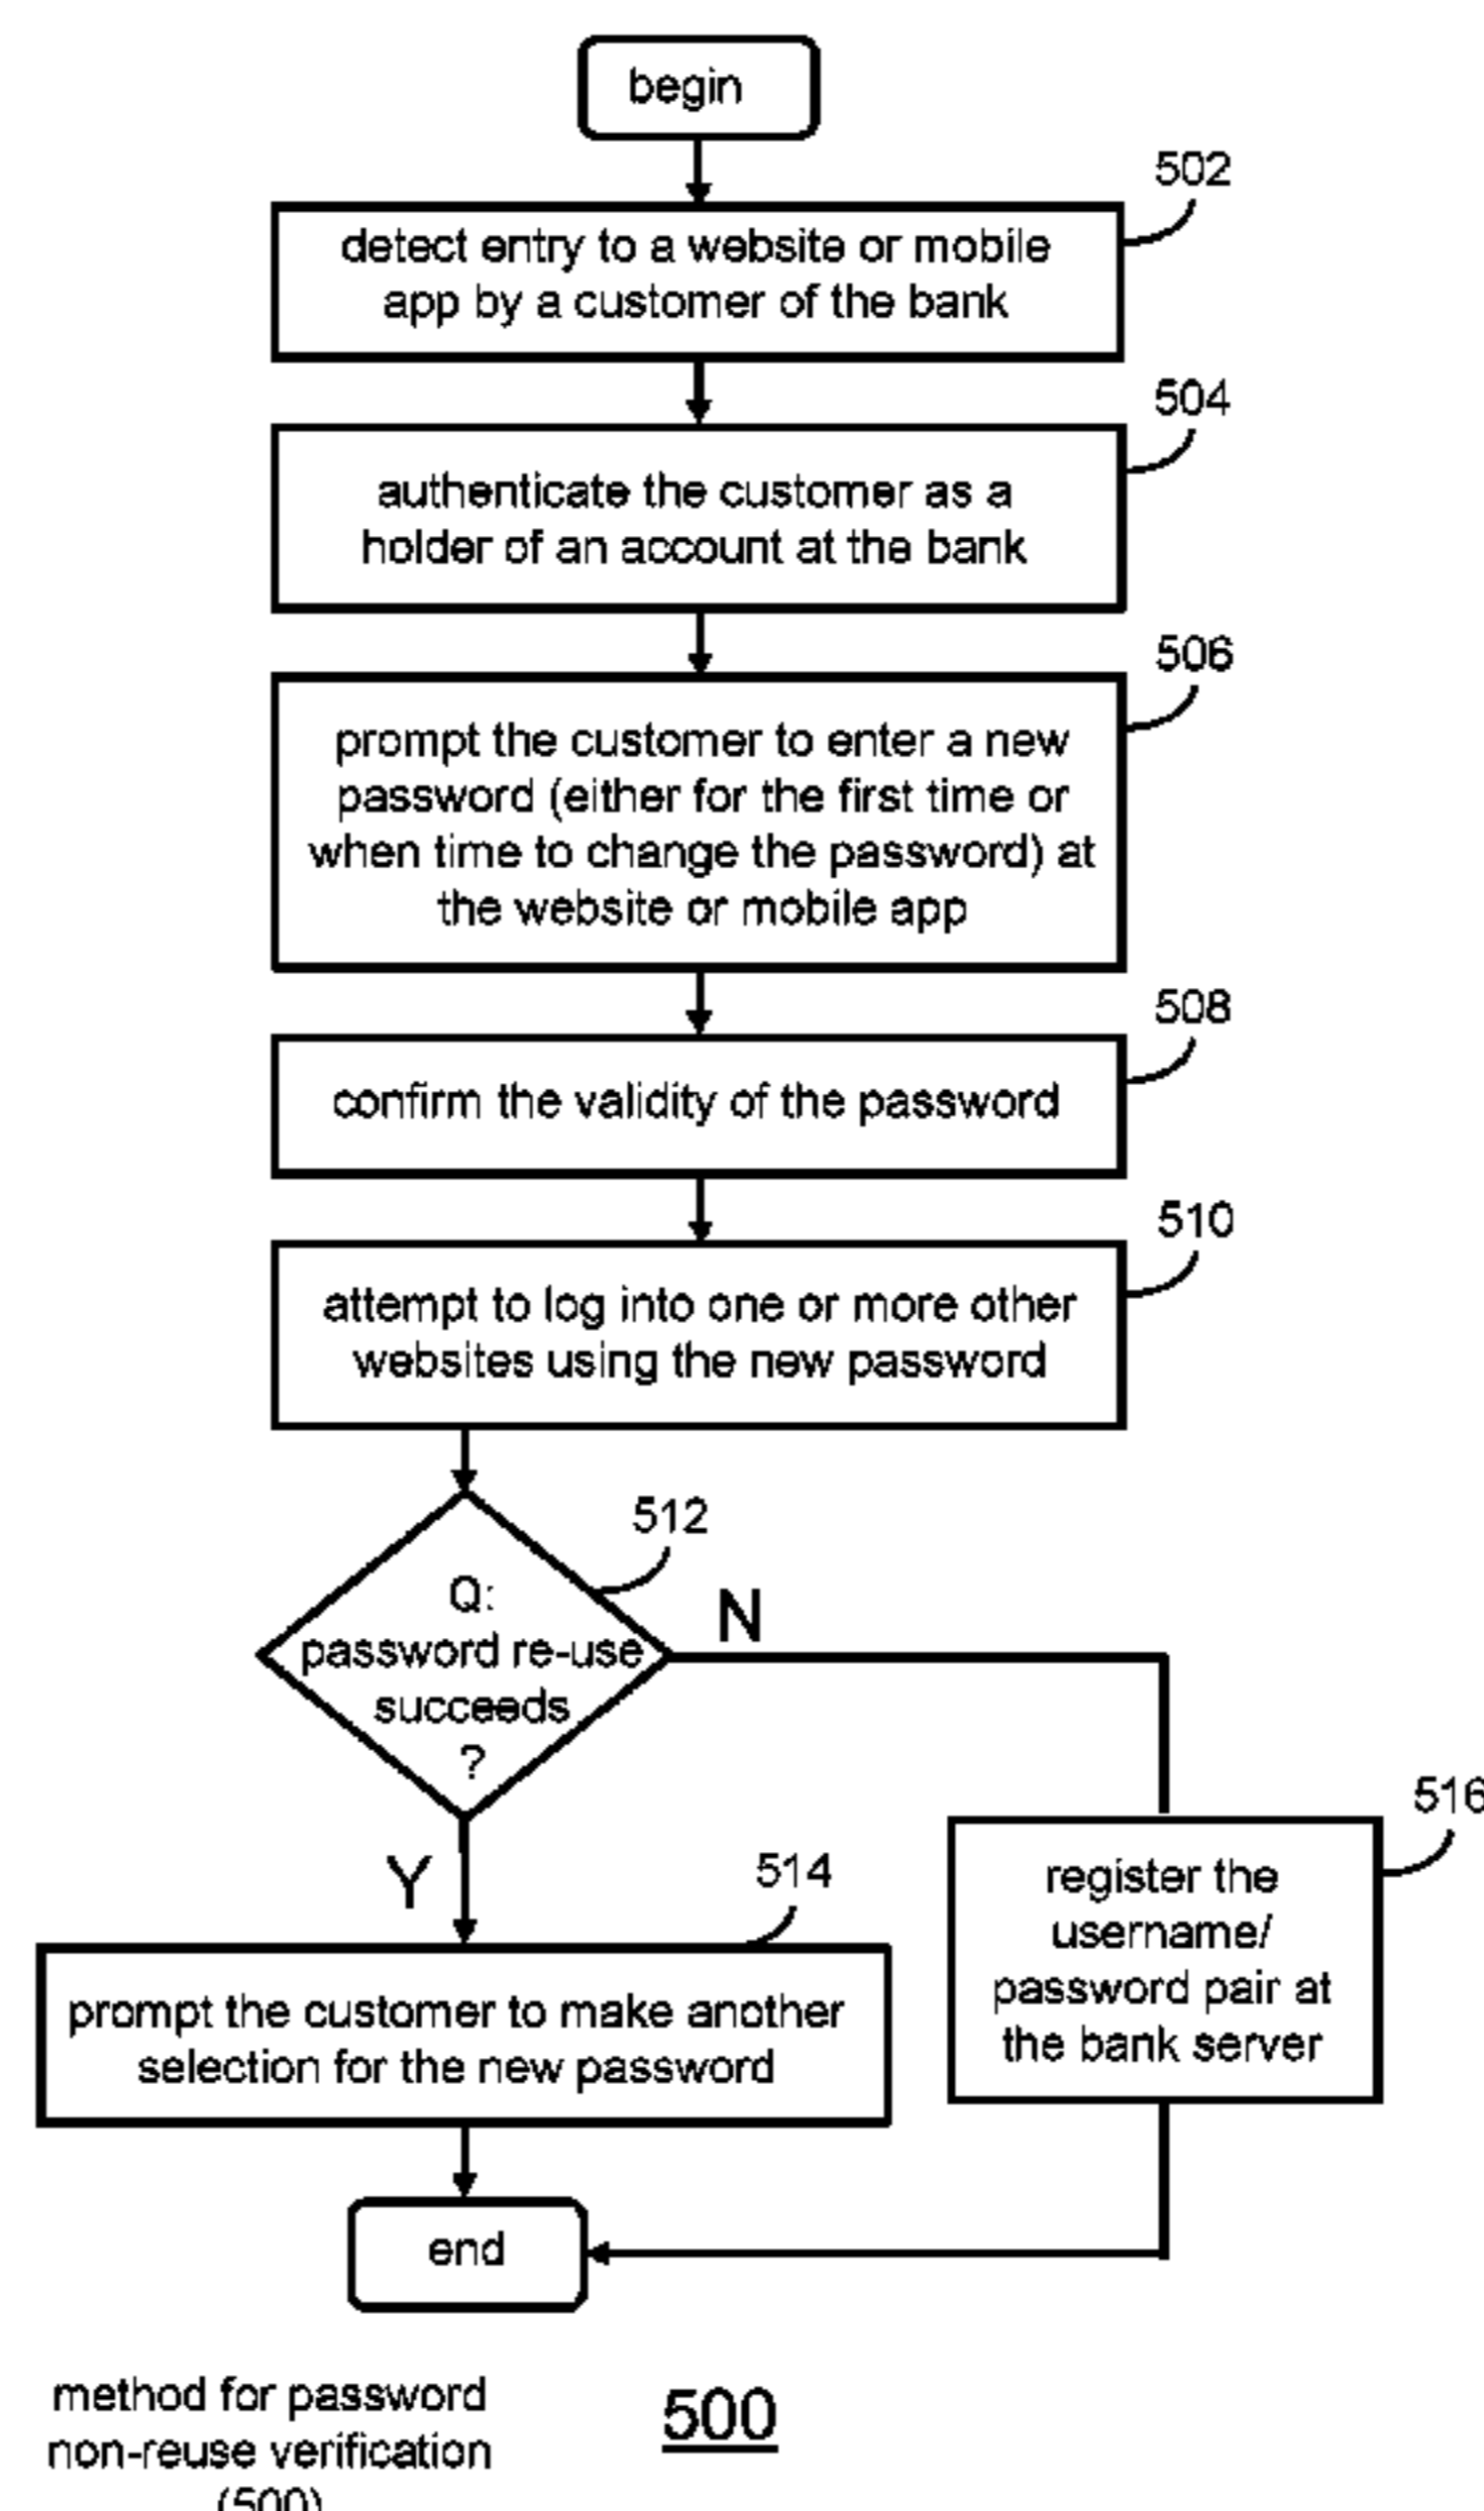 begin
502
detect entry to a website or mobile
app by a customer of the bank
504
authenticate the customer as a
holder of an account at the bank
506
prompt the customer to enter a new
password (either for the first time or
when time to change the password) at
the website or mobile app
508
confirm the validity of the password
510
attempt to log into one or more other
websites using the new password
512
Q:
password re-use
succeeds
?
N
Y
514
prompt the customer to make another
selection for the new password
516
register the
username/
password pair at
the bank server
end
method for password
non-reuse verification
(500)
500